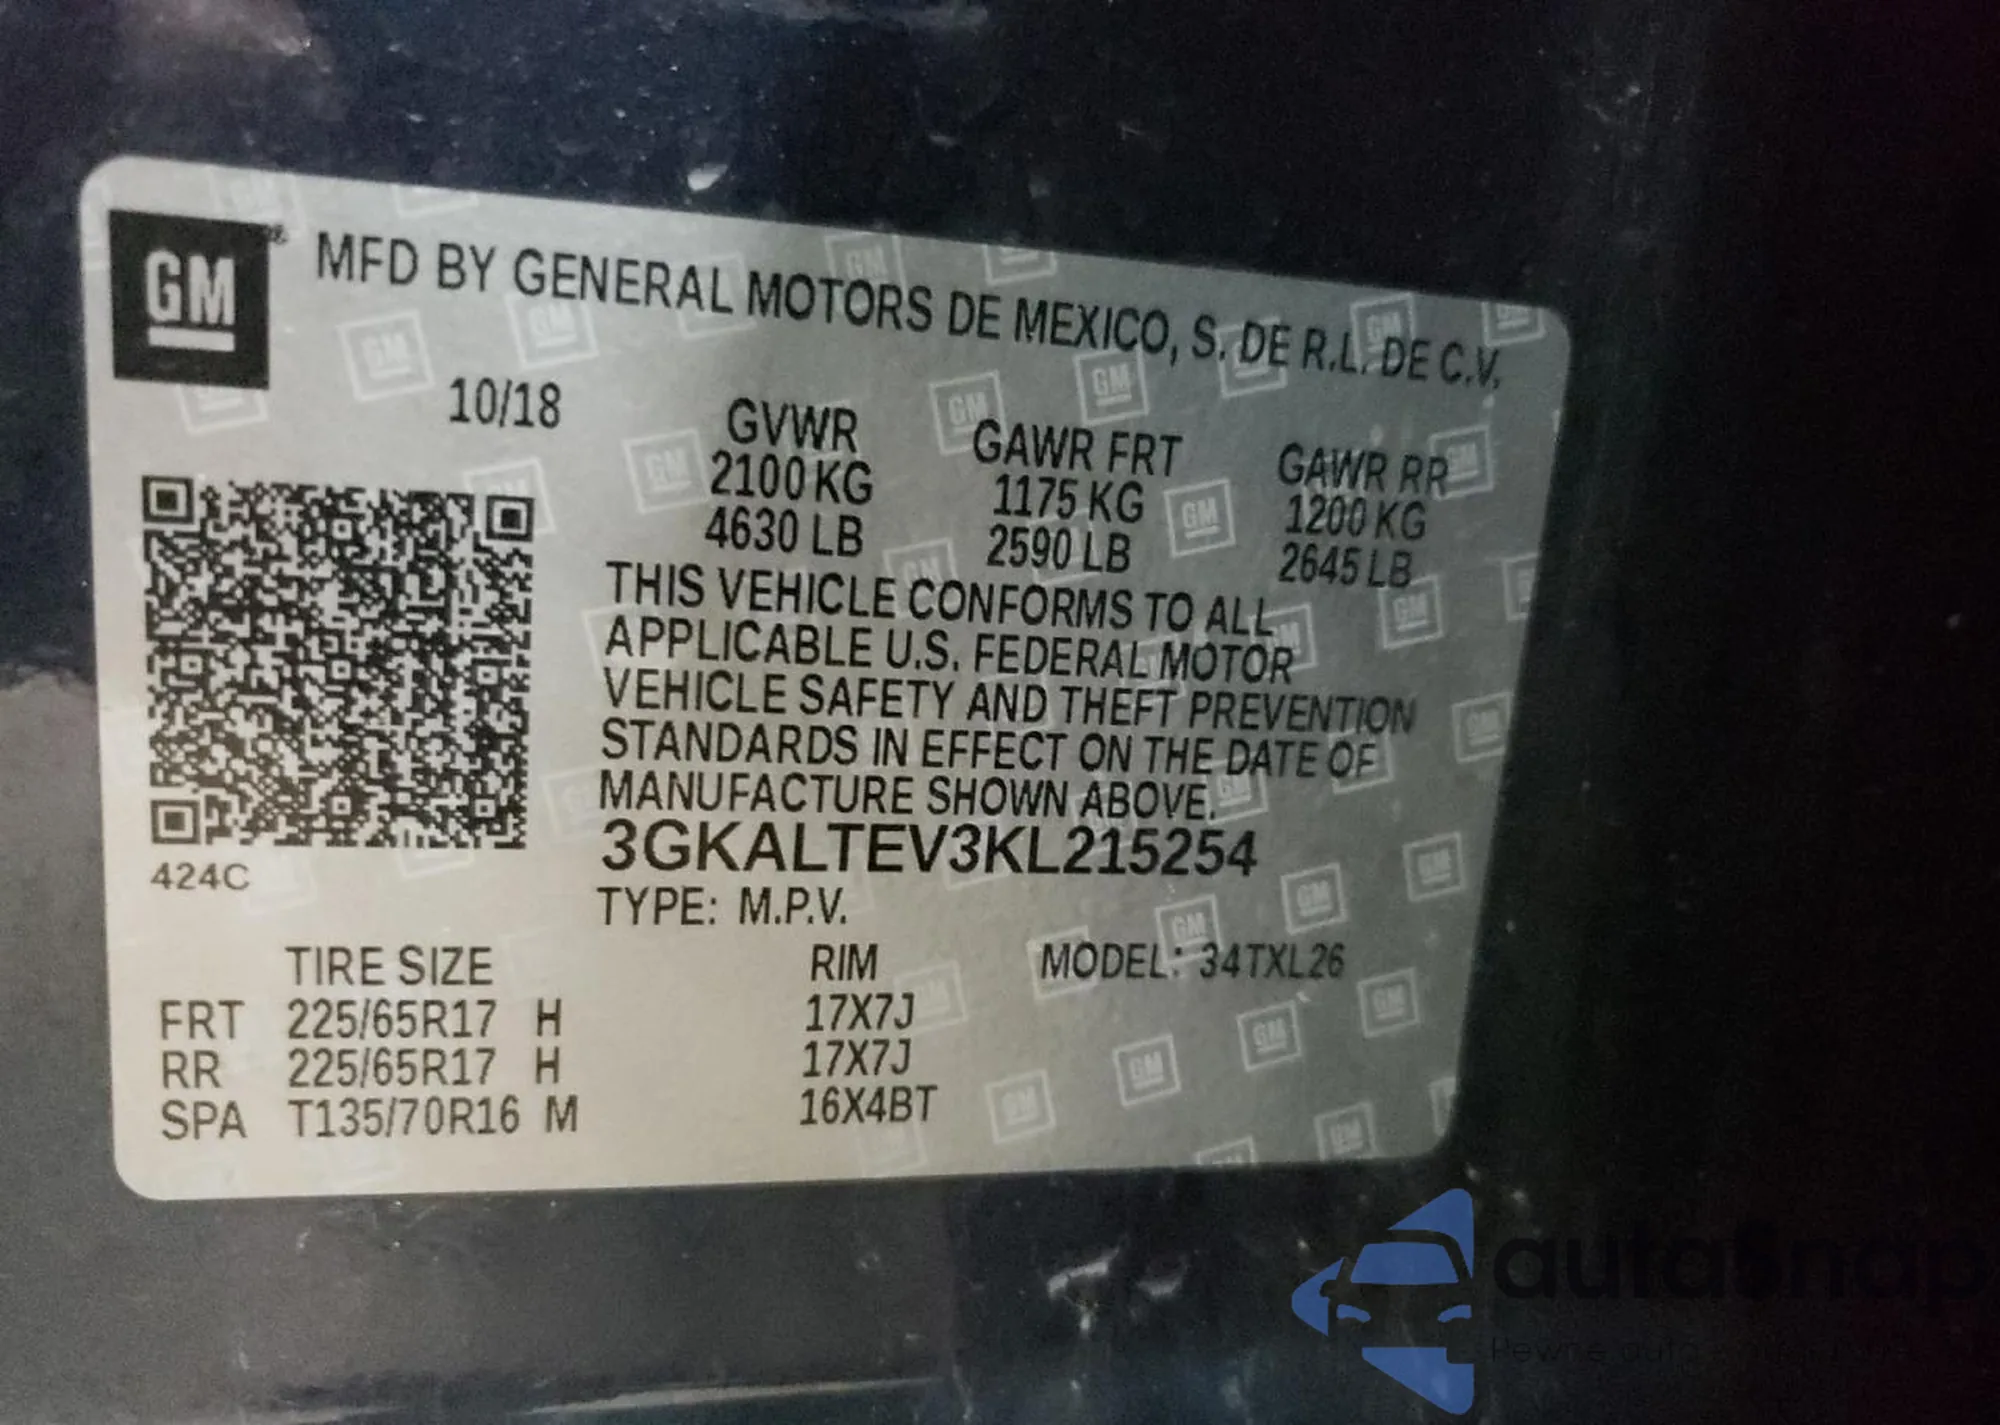 GM
MFD BY GENERAL MOTORS DE MEXICO, S. DE R.L. DE C.V.
10/18
GVWR GAWR FRT GAWR RR
2100 KG 1175 KG 1200 KG
4630 LB 2590 LB 2645 LB
THIS VEHICLE CONFORMS TO ALL
APPLICABLE U.S. FEDERAL MOTOR
VEHICLE SAFETY AND THEFT PREVENTION
STANDARDS IN EFFECT ON THE DATE OF
MANUFACTURE SHOWN ABOVE.
3GKALTEV3KL215254
424C
TYPE: M.P.V.
TIRE SIZE RIM MODEL: 34TXL26
FRT 225/65R17 H 17X7J
RR 225/65R17 H 17X7J
SPA T135/70R16 M 16X4BT
autasnap
Pewne auto